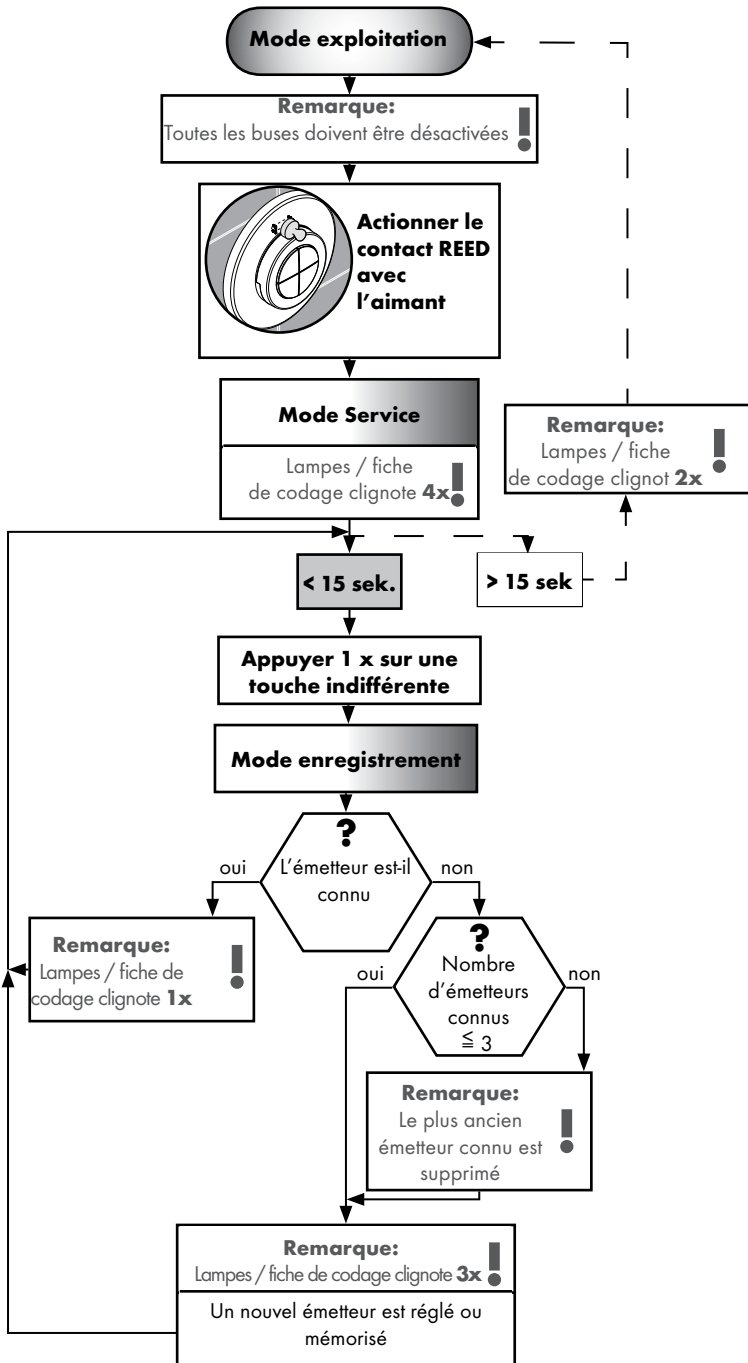 Mode exploitation
Remarque:
Toutes les buses doivent être désactivées
!
Actionner le
contact REED
avec
l'aimant
Mode Service
Lampes / fiche
de codage clignote 4x
!
Remarque:
Lampes / fiche
de codage clignot 2x
!
< 15 sek.
> 15 sek
Appuyer 1 x sur une
touche indifférente
Mode enregistrement
?
L'émetteur est-il
connu
oui
non
Remarque:
Lampes / fiche de
codage clignote 1x
!
?
Nombre
d'émetteurs
connus
≦ 3
oui
non
Remarque:
Le plus ancien
émetteur connu est
supprimé
!
Remarque:
Lampes / fiche de codage clignote 3x
!
Un nouvel émetteur est réglé ou
mémorisé